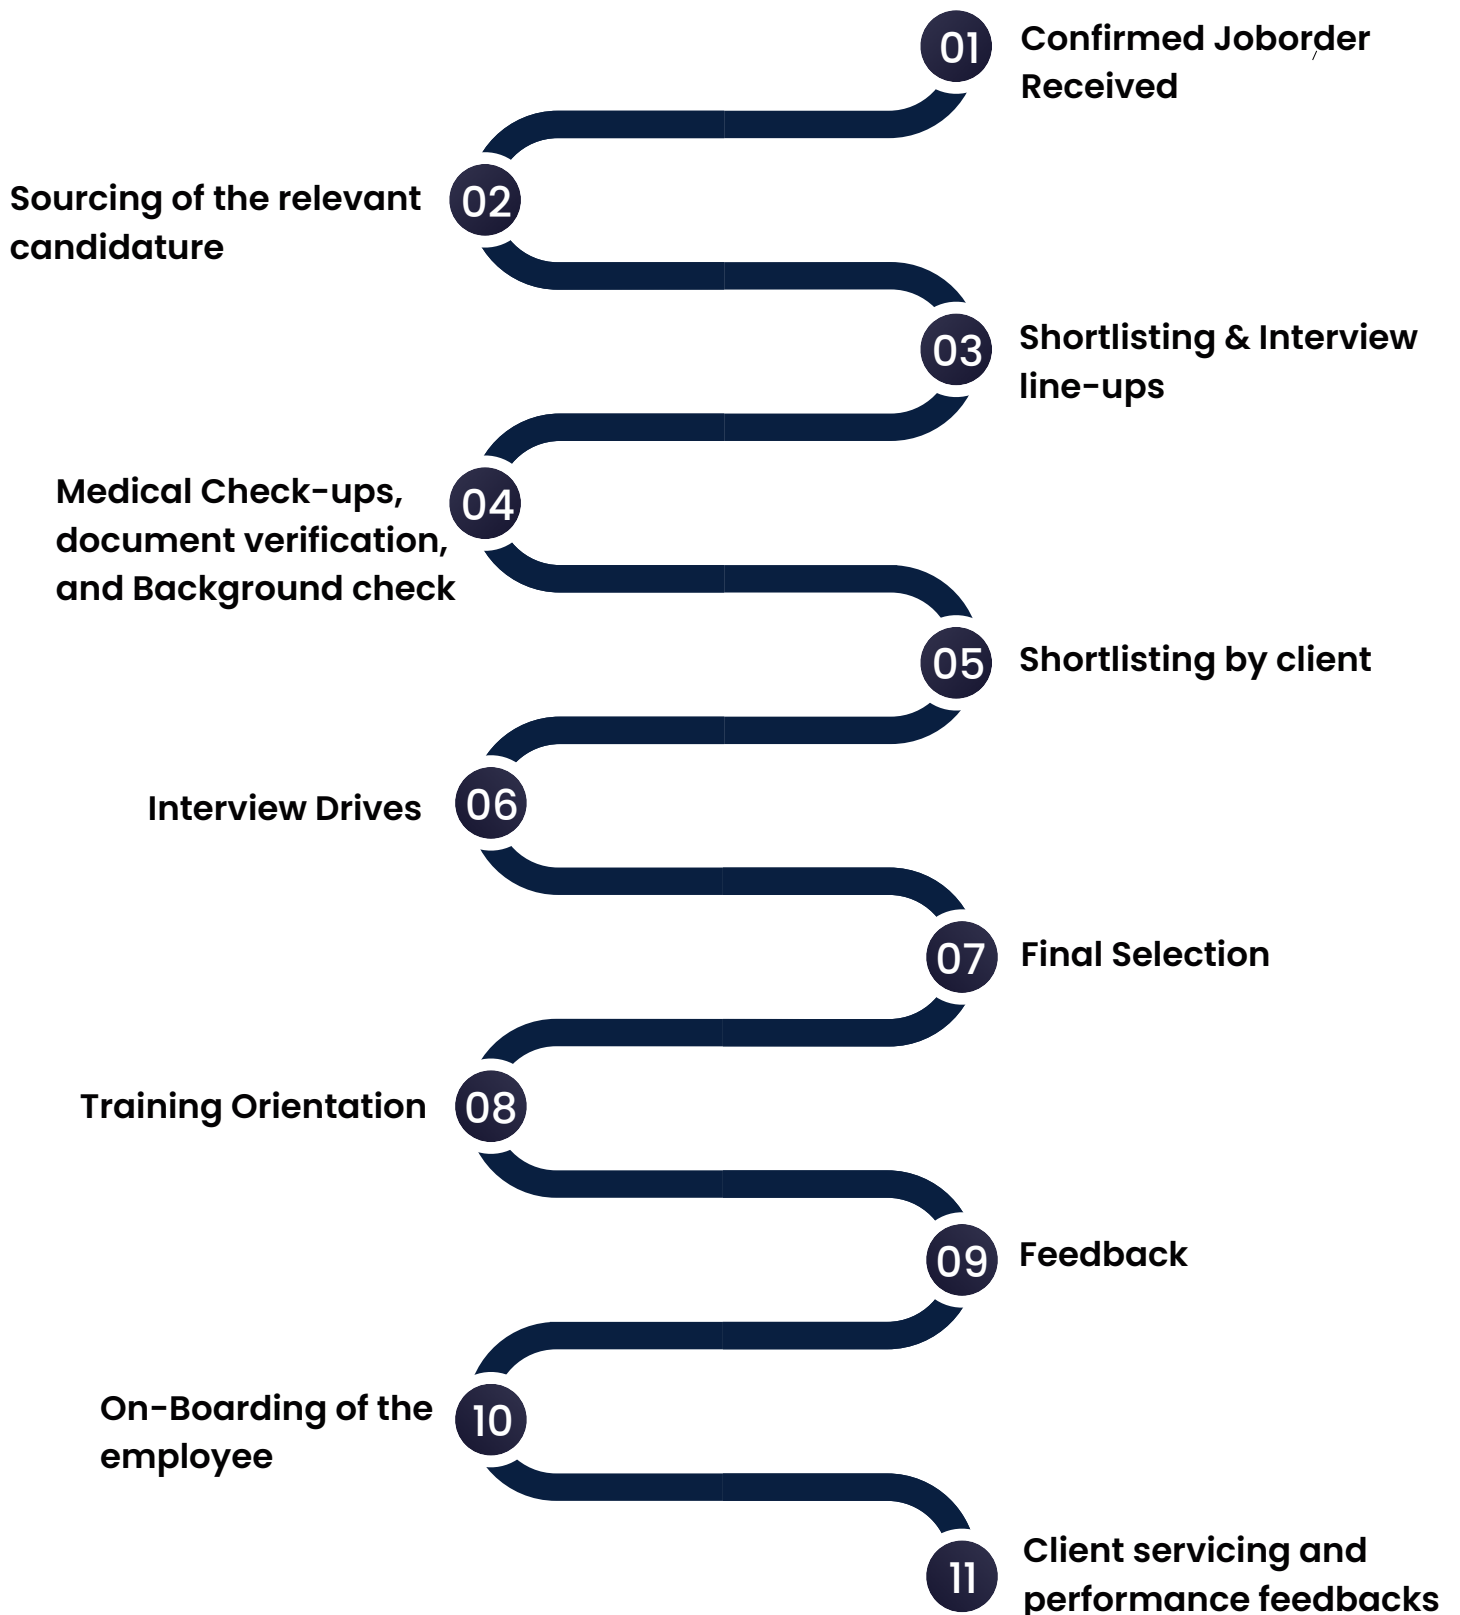 01
Confirmed Joborder
Received
02
Sourcing of the relevant
candidature
03
Shortlisting & Interview
line-ups
04
Medical Check-ups,
document verification,
and Background check
05
Shortlisting by client
06
Interview Drives
07
Final Selection
08
Training Orientation
09
Feedback
10
On-Boarding of the
employee
11
Client servicing and
performance feedbacks